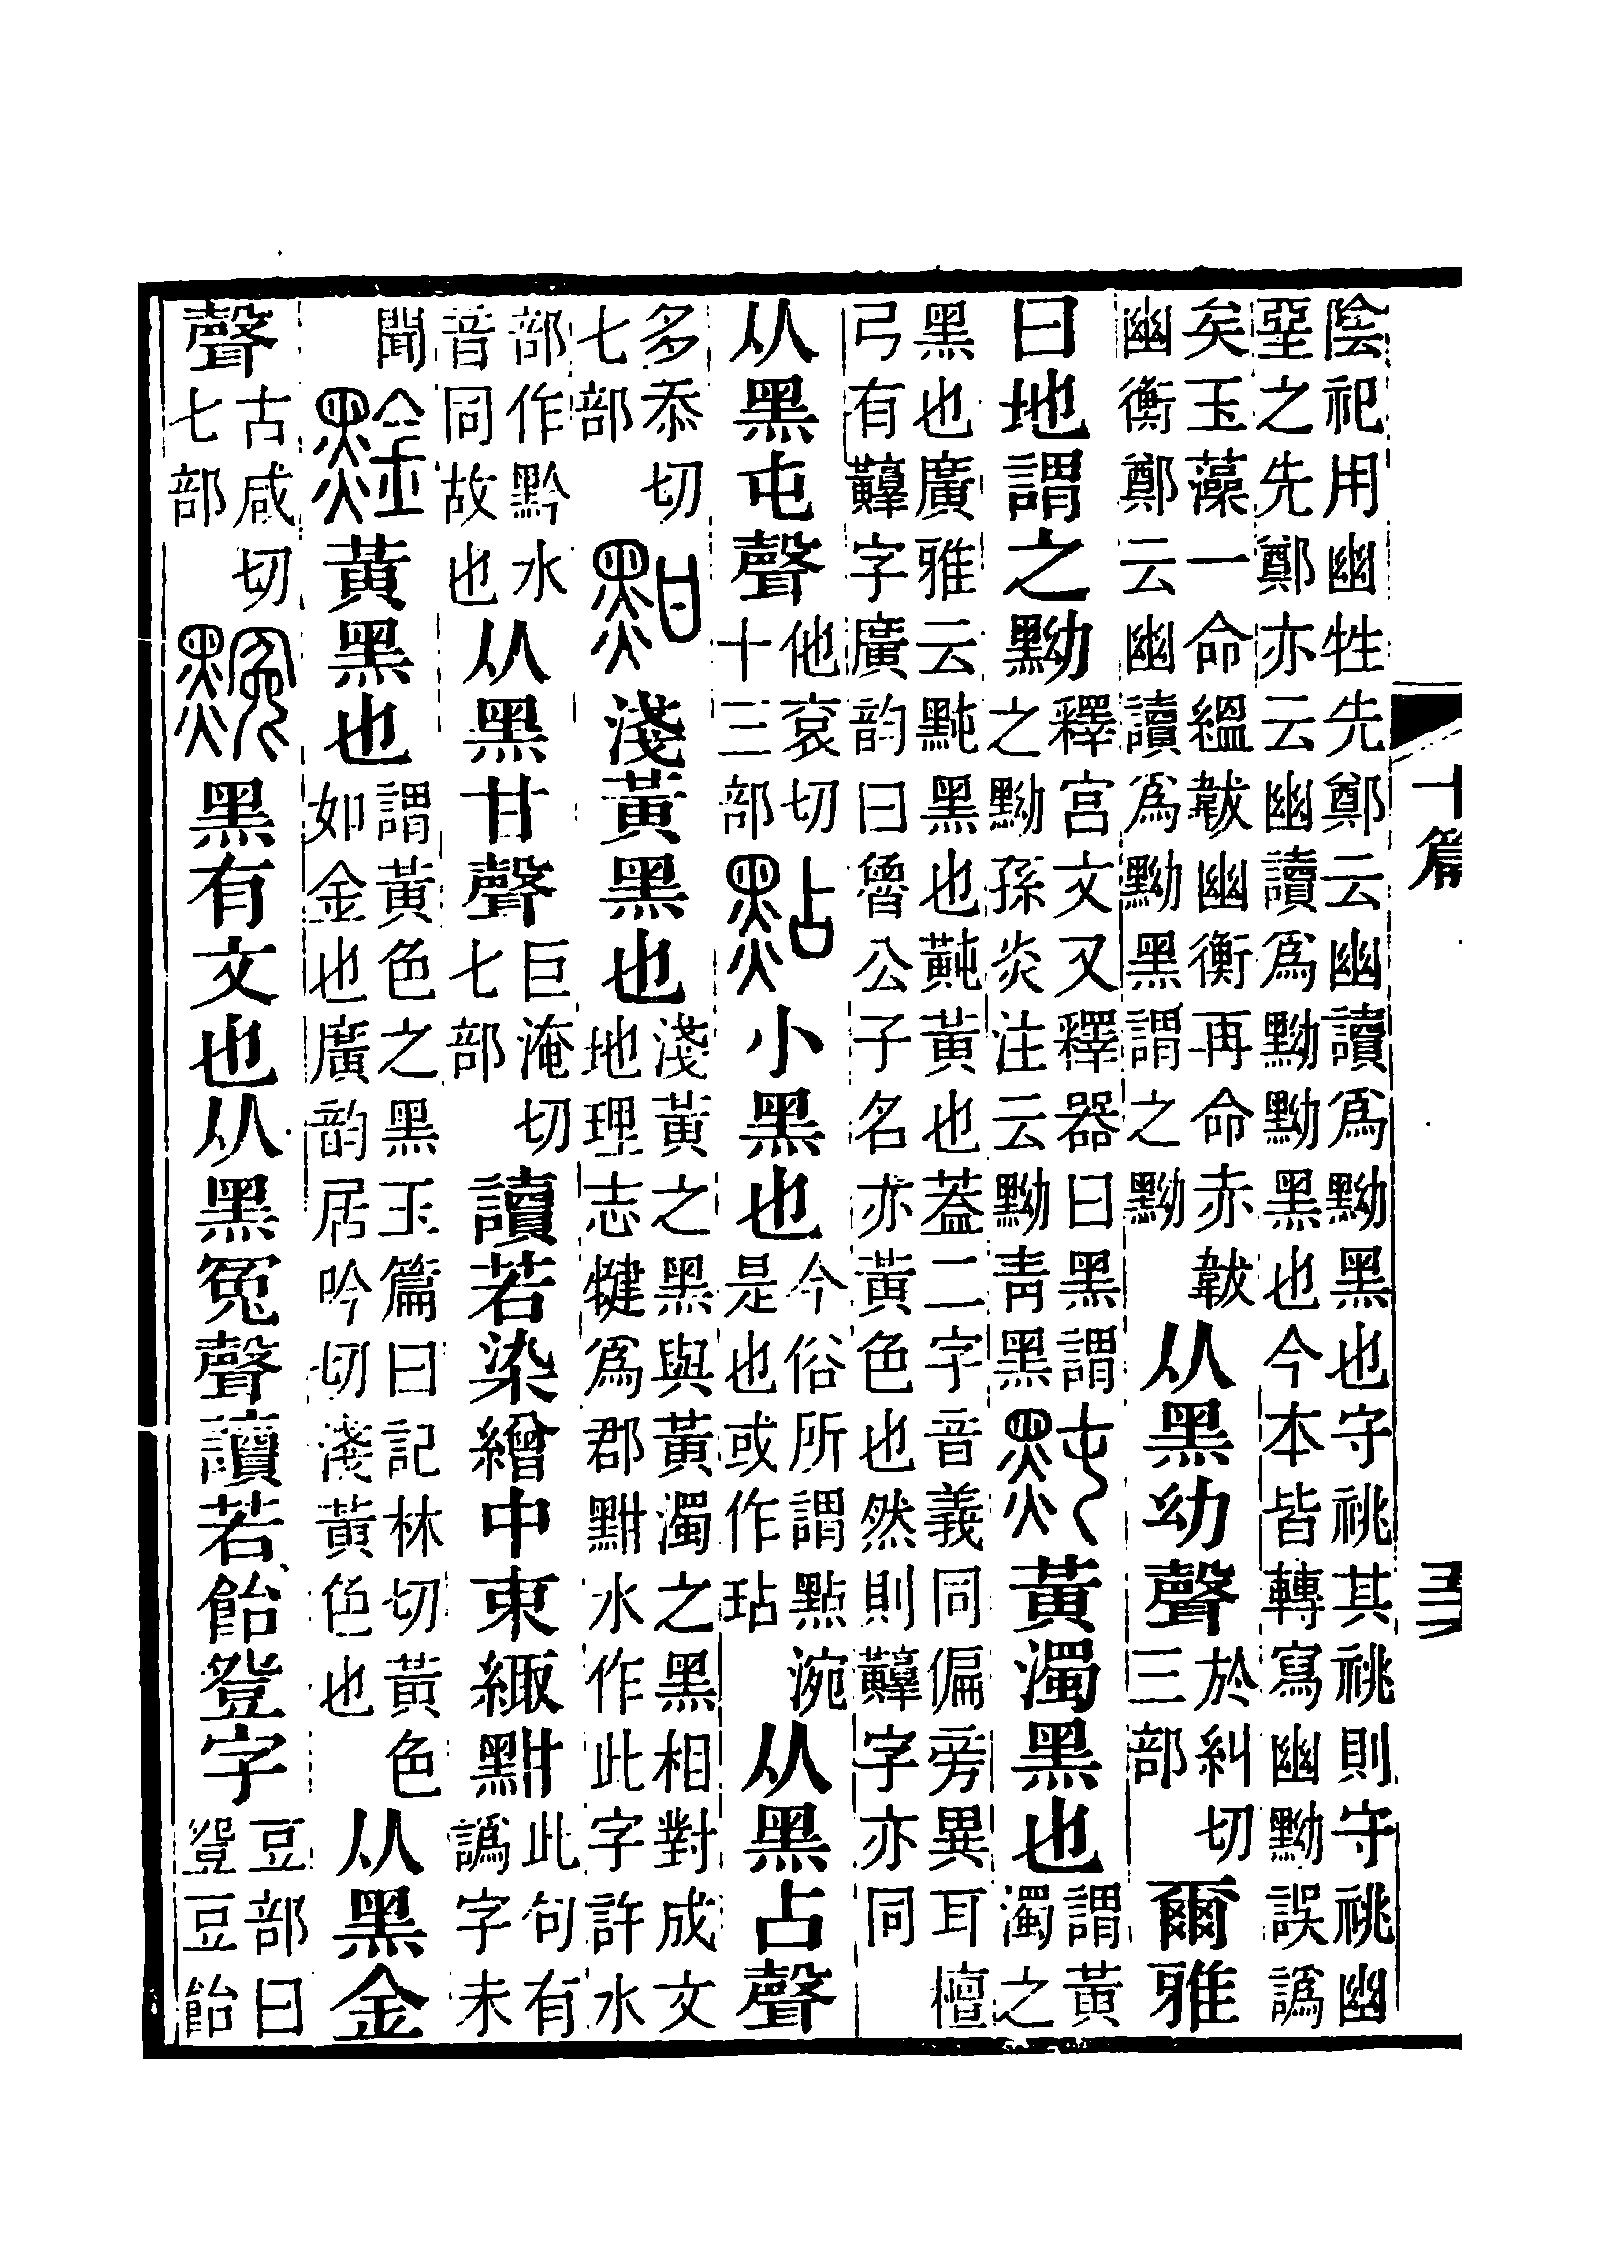 陰祀用幽牲先鄭云幽讀爲黝黑也守祧其祧則守祧幽
堊之先鄭亦云幽讀爲黝黝黑也今本皆轉寫幽黝誤譌
矣玉藻一命縕韍幽衡再命赤韍
幽衡鄭云幽讀爲黝黑謂之黝
从黑幼聲
於糾切
三部
爾雅
曰地謂之黝
釋宮文又釋器曰黑謂
之黝孫炎注云黝青黑
黗
黃濁黑也
謂黃
濁之
黑也廣雅云黗黑也䵍黃也蓋二字音義同偏旁異耳檀
弓有𪏆字廣韵曰魯公子名亦黃色也然則𪏆字亦同
从黑屯聲
他袞切
十三部
點
小黑也
今俗所謂點涴
是也或作玷
从黑占聲
多忝切
七部
黚
淺黃黑也
淺黃之黑與黃濁之黑相對成文
地理志犍爲郡黚水作此字許水
部作黔水
音同故也
从黑甘聲
巨淹切
七部
讀若染繒中束緅黚
此句有
譌字未
聞
黅
黃黑也
謂黃色之黑玉篇曰記林切黃色
如金也廣韵居吟切淺黃色也
从黑金
聲
古咸切
七部
黦
黑有文也从黑冤聲讀若飴𧯡字
豆部曰
𧯡豆飴
十篇